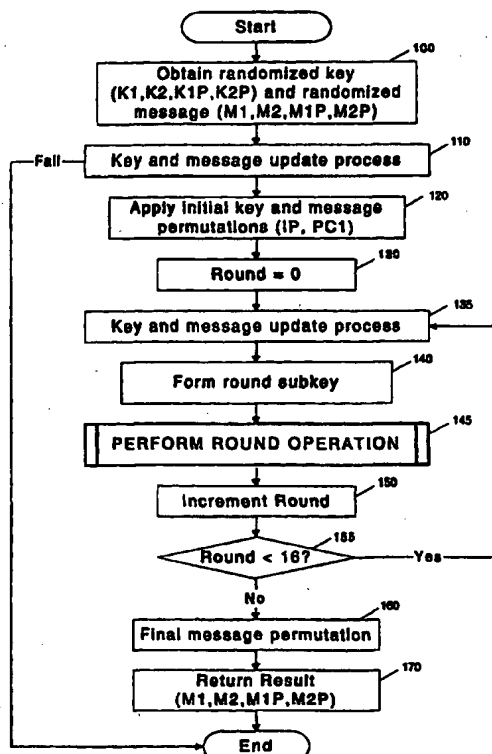 Start
100
Obtain randomized key
(K1,K2,K1P,K2P) and randomized
message (M1,M2,M1P,M2P)
Fail
Key and message update process
110
120
Apply initial key and message
permutations (IP, PC1)
130
Round = 0
135
Key and message update process
140
Form round subkey
PERFORM ROUND OPERATION
145
150
Increment Round
155
Round < 16?
Yes
No
160
Final message permutation
170
Return Result
(M1,M2,M1P,M2P)
End